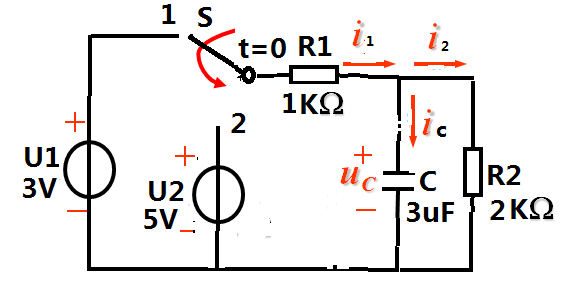 1 S
t=0 R1 i1 i2
1KΩ
2
ic
+
U1
3V
−
+
U2
5V
−
+
uC
−
C
3uF
R2
2KΩ